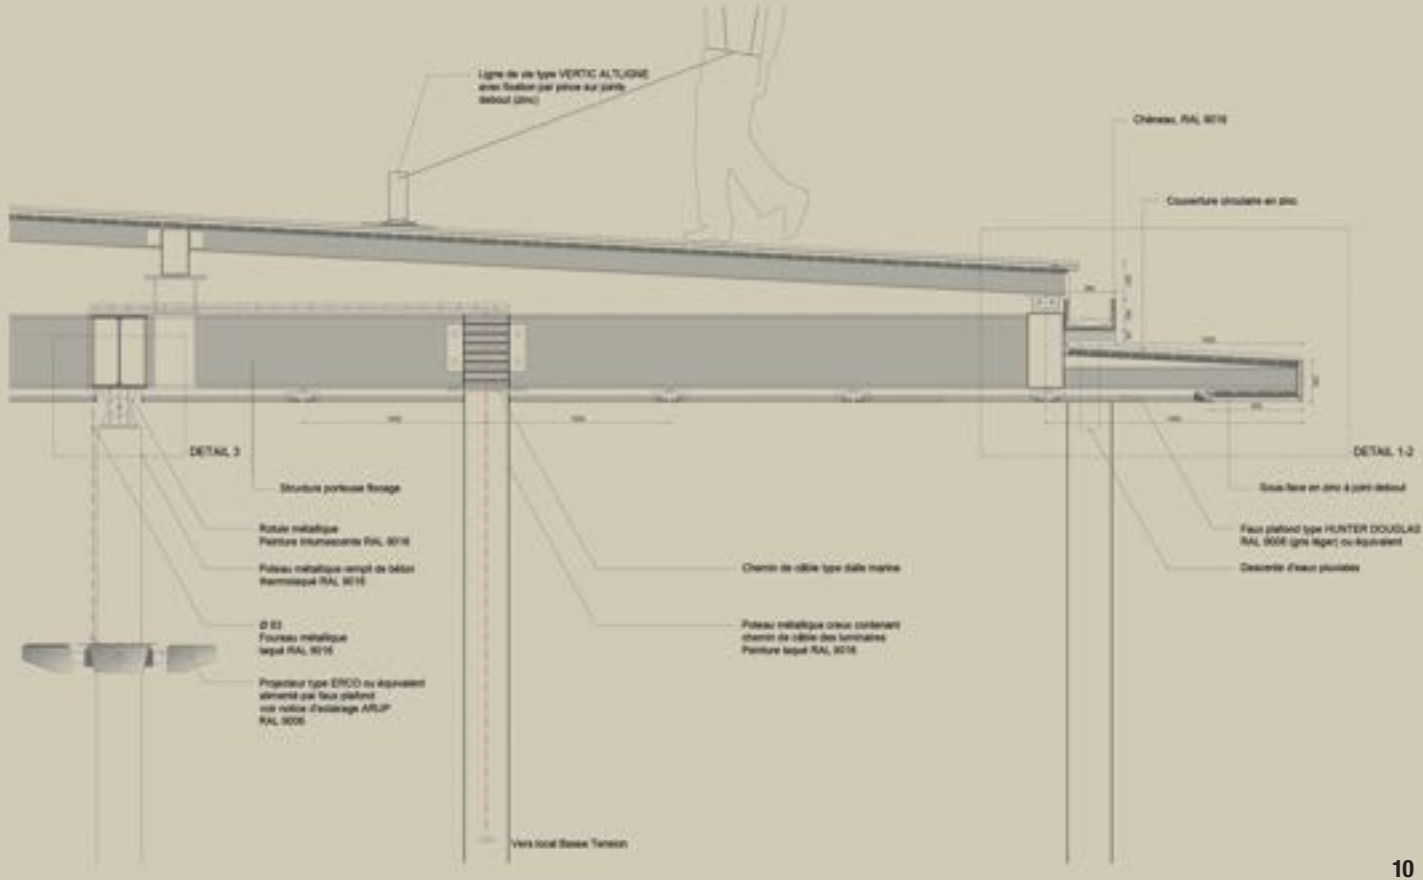 Ligne de vie type VERTIC ALTLIGNE
avec fixation par pince sur joints
debout (zinc)
Chéneau, RAL 9016
Couverture circulaire en zinc
DETAIL 3
DETAIL 1-2
Structure porteuse flocage
Sous-face en zinc à joint debout
Rotule métallique
Peinture intumescente RAL 9016
Faux plafond type HUNTER DOUGLAS
RAL 9006 (gris léger) ou équivalent
Poteau métallique rempli de béton
thermolaqué RAL 9016
Chemin de câble type dalle marine
Descente d'eaux pluviales
Ø 63
Fourreau métallique
laqué RAL 9016
Poteau métallique creux contenant
chemin de câble des luminaires
Peinture laqué RAL 9016
Projecteur type ERCO ou équivalent
alimenté par faux plafond
voir notice d'éclairage ARUP
RAL 9006
Vers local Basse Tension
10